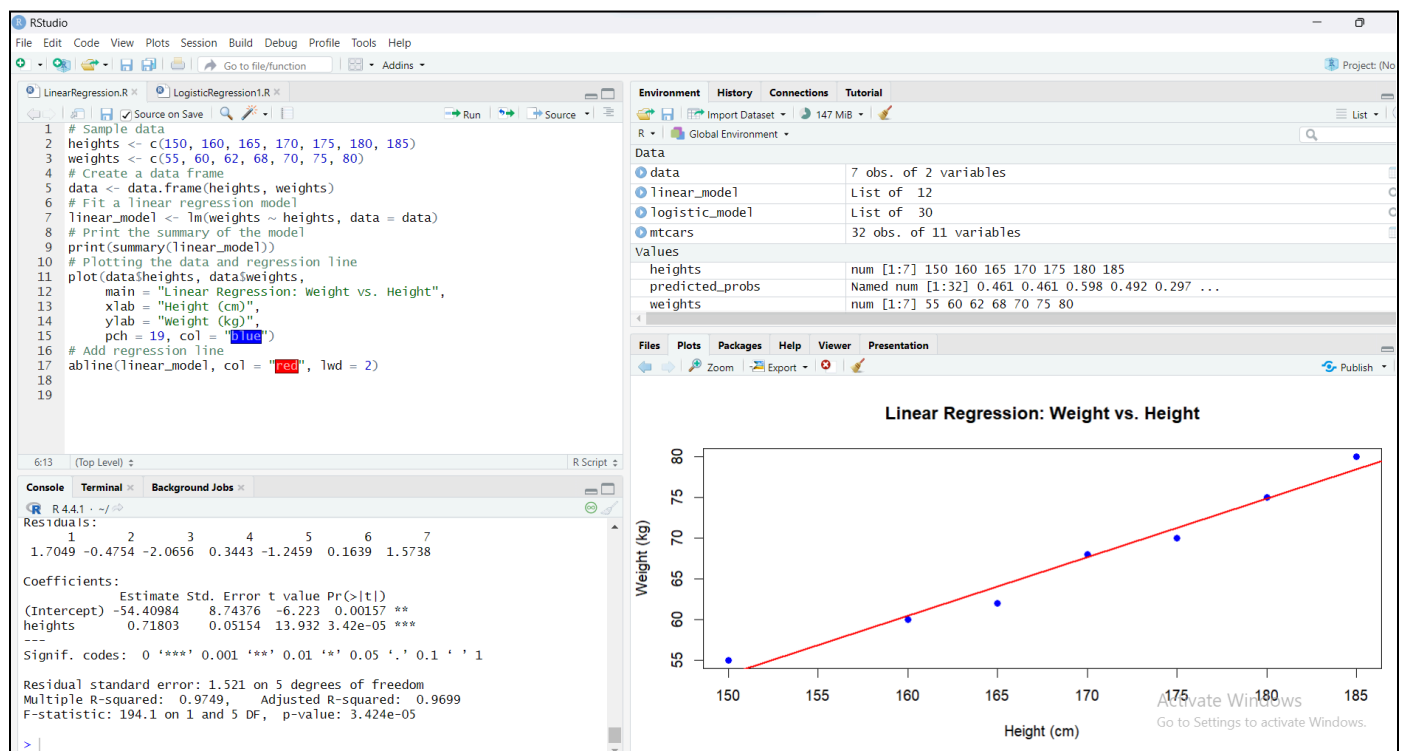 RStudio
File Edit Code View Plots Session Build Debug Profile Tools Help
Go to file/function Addins Project: (No
LinearRegression.R LogisticRegression1.R
Source on Save Run Source
1 # Sample data
2 heights <- c(150, 160, 165, 170, 175, 180, 185)
3 weights <- c(55, 60, 62, 68, 70, 75, 80)
4 # Create a data frame
5 data <- data.frame(heights, weights)
6 # Fit a linear regression model
7 linear_model <- lm(weights ~ heights, data = data)
8 # Print the summary of the model
9 print(summary(linear_model))
10 # Plotting the data and regression line
11 plot(data$heights, data$weights,
12 main = "Linear Regression: Weight vs. Height",
13 xlab = "Height (cm)",
14 ylab = "Weight (kg)",
15 pch = 19, col = "blue")
16 # Add regression line
17 abline(linear_model, col = "red", lwd = 2)
18
19
6:13 (Top Level) R Script
Console Terminal Background Jobs
R R 4.4.1 · ~/
Residuals:
1 2 3 4 5 6 7
1.7049 -0.4754 -2.0656 0.3443 -1.2459 0.1639 1.5738
Coefficients:
Estimate Std. Error t value Pr(>|t|)
(Intercept) -54.40984 8.74376 -6.223 0.00157 **
heights 0.71803 0.05154 13.932 3.42e-05 ***
---
Signif. codes: 0 ‘***’ 0.001 ‘**’ 0.01 ‘*’ 0.05 ‘.’ 0.1 ‘ ’ 1
Residual standard error: 1.521 on 5 degrees of freedom
Multiple R-squared: 0.9749, Adjusted R-squared: 0.9699
F-statistic: 194.1 on 1 and 5 DF, p-value: 3.424e-05
>
Environment History Connections Tutorial
Import Dataset 147 MiB List
R Global Environment
Data
data 7 obs. of 2 variables
linear_model List of 12
logistic_model List of 30
mtcars 32 obs. of 11 variables
Values
heights num [1:7] 150 160 165 170 175 180 185
predicted_probs Named num [1:32] 0.461 0.461 0.598 0.492 0.297 ...
weights num [1:7] 55 60 62 68 70 75 80
Files Plots Packages Help Viewer Presentation
Zoom Export Publish
Linear Regression: Weight vs. Height
Weight (kg)
80
75
70
65
60
55
150 155 160 165 170 175 180 185
Height (cm)
Activate Windows
Go to Settings to activate Windows.